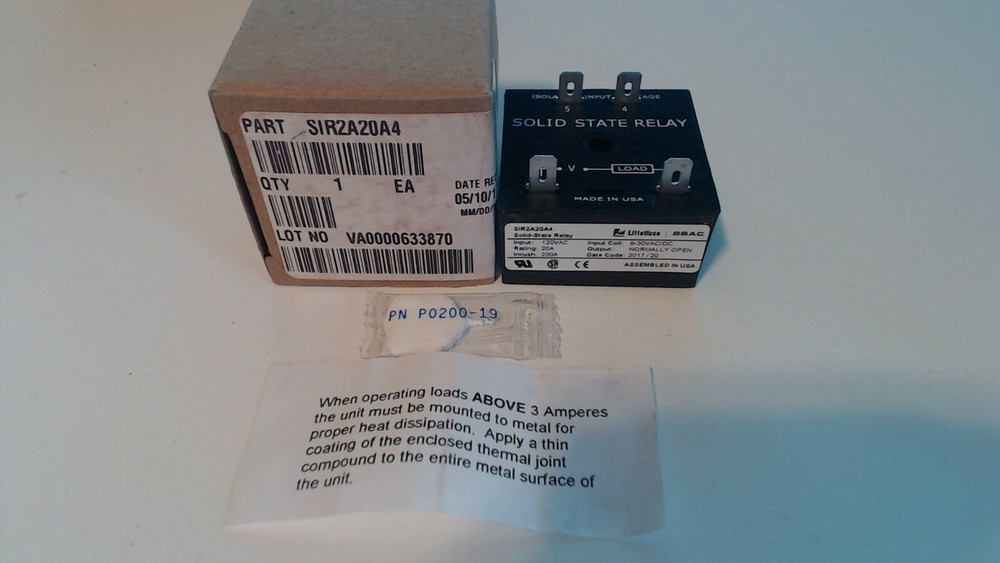 PART SIR2A20A4
QTY 1 EA
DATE RE
05/10/1
MM/DD/
LOT NO VA0000633870
ISOLA INPUT AGE
5 4
SOLID STATE RELAY
V LOAD
MADE IN USA
SIR2A20A4
Solid-State Relay
Littelfuse SSAC
Input: 120VAC Input Coil: 9-30VAC/DC
Rating: 20A Output: NORMALLY OPEN
Inrush: 200A Date Code: 2017/20
CE ASSEMBLED IN USA
PN P0200-19
When operating loads ABOVE 3 Amperes
the unit must be mounted to metal for
proper heat dissipation. Apply a thin
coating of the enclosed thermal joint
compound to the entire metal surface of
the unit.